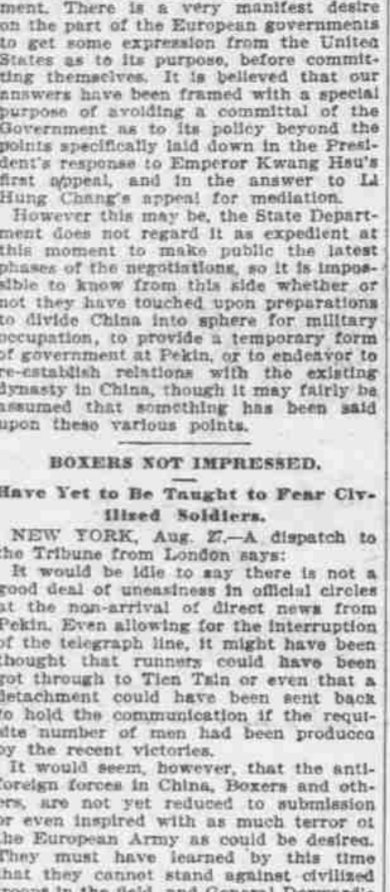 ment. There is a very manifest desire
on the part of the European governments
to get some expression from the United
States as to its purpose, before commit-
ting themselves. It is believed that our
answers have been framed with a special
purpose of avoiding a committal of the
Government as to its policy beyond the
points specifically laid down in the Presi-
dent's response to Emperor Kwang Hsu's
first appeal, and in the answer to Li
Hung Chang's appeal for mediation.
However this may be, the State Depart-
ment does not regard it as expedient at
this moment to make public the latest
phases of the negotiations, so it is impos-
sible to know from this side whether or
not they have touched upon preparations
to divide China into sphere for military
occupation, to provide a temporary form
of government at Pekin, or to endeavor to
re-establish relations with the existing
dynasty in China, though it may fairly be
assumed that something has been said
upon these various points.
BOXERS NOT IMPRESSED.
Have Yet to Be Taught to Fear Civ-
ilized Soldiers.
NEW YORK, Aug. 27.—A dispatch to
the Tribune from London says:
It would be idle to say there is not a
good deal of uneasiness in official circles
at the non-arrival of direct news from
Pekin. Even allowing for the interruption
of the telegraph line, it might have been
thought that runners could have been
got through to Tien Tsin or even that a
detachment could have been sent back
to hold the communication if the requi-
site number of men had been produced
by the recent victories.
It would seem, however, that the anti-
foreign forces in China, Boxers and oth-
ers, are not yet reduced to submission
or even inspired with as much terror of
the European Army as could be desired.
They must have learned by this time
that they cannot stand against civilized
troops in the field, and General